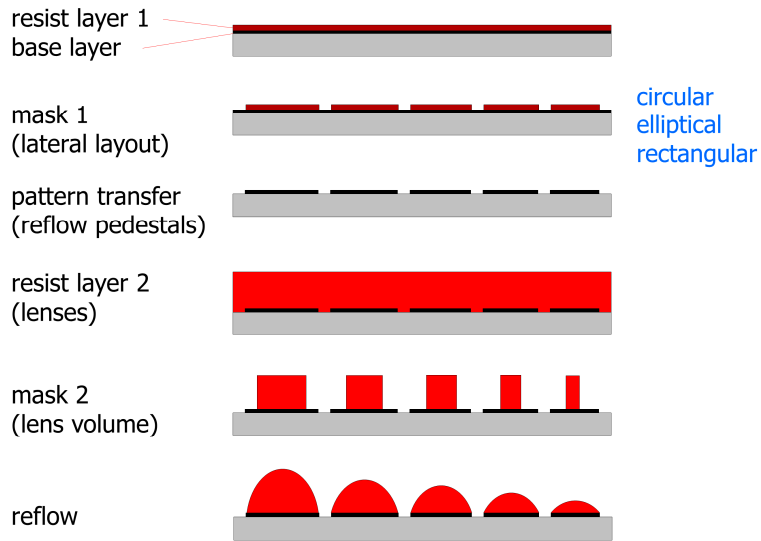 resist layer 1
base layer
mask 1
(lateral layout)
circular
elliptical
rectangular
pattern transfer
(reflow pedestals)
resist layer 2
(lenses)
mask 2
(lens volume)
reflow